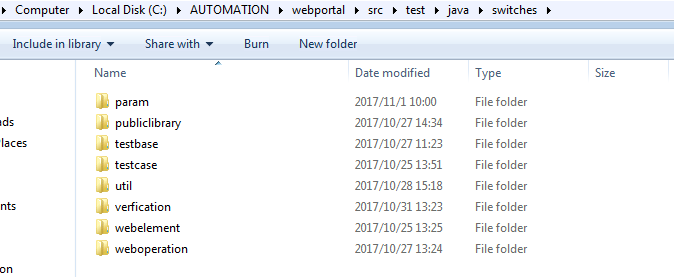 Computer ▸ Local Disk (C:) ▸ AUTOMATION ▸ webportal ▸ src ▸ test ▸ java ▸ switches ▸
Include in library Share with Burn New folder
Name Date modified Type Size
param 2017/11/1 10:00 File folder
nds publiclibrary 2017/10/27 14:34 File folder
Places testbase 2017/10/27 11:23 File folder
testcase 2017/10/25 13:51 File folder
util 2017/10/28 15:18 File folder
nts verfication 2017/10/31 13:23 File folder
webelement 2017/10/25 13:25 File folder
weboperation 2017/10/27 13:24 File folder
on